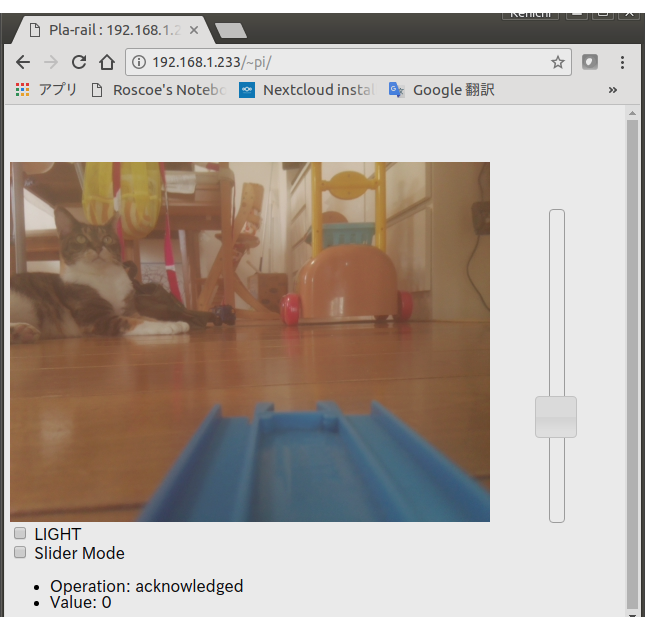 Kenichi
Pla-rail : 192.168.1.2
192.168.1.233/~pi/
アプリ Roscoe's Notebo Nextcloud instal Google 翻訳 »
LIGHT
Slider Mode
Operation: acknowledged
Value: 0